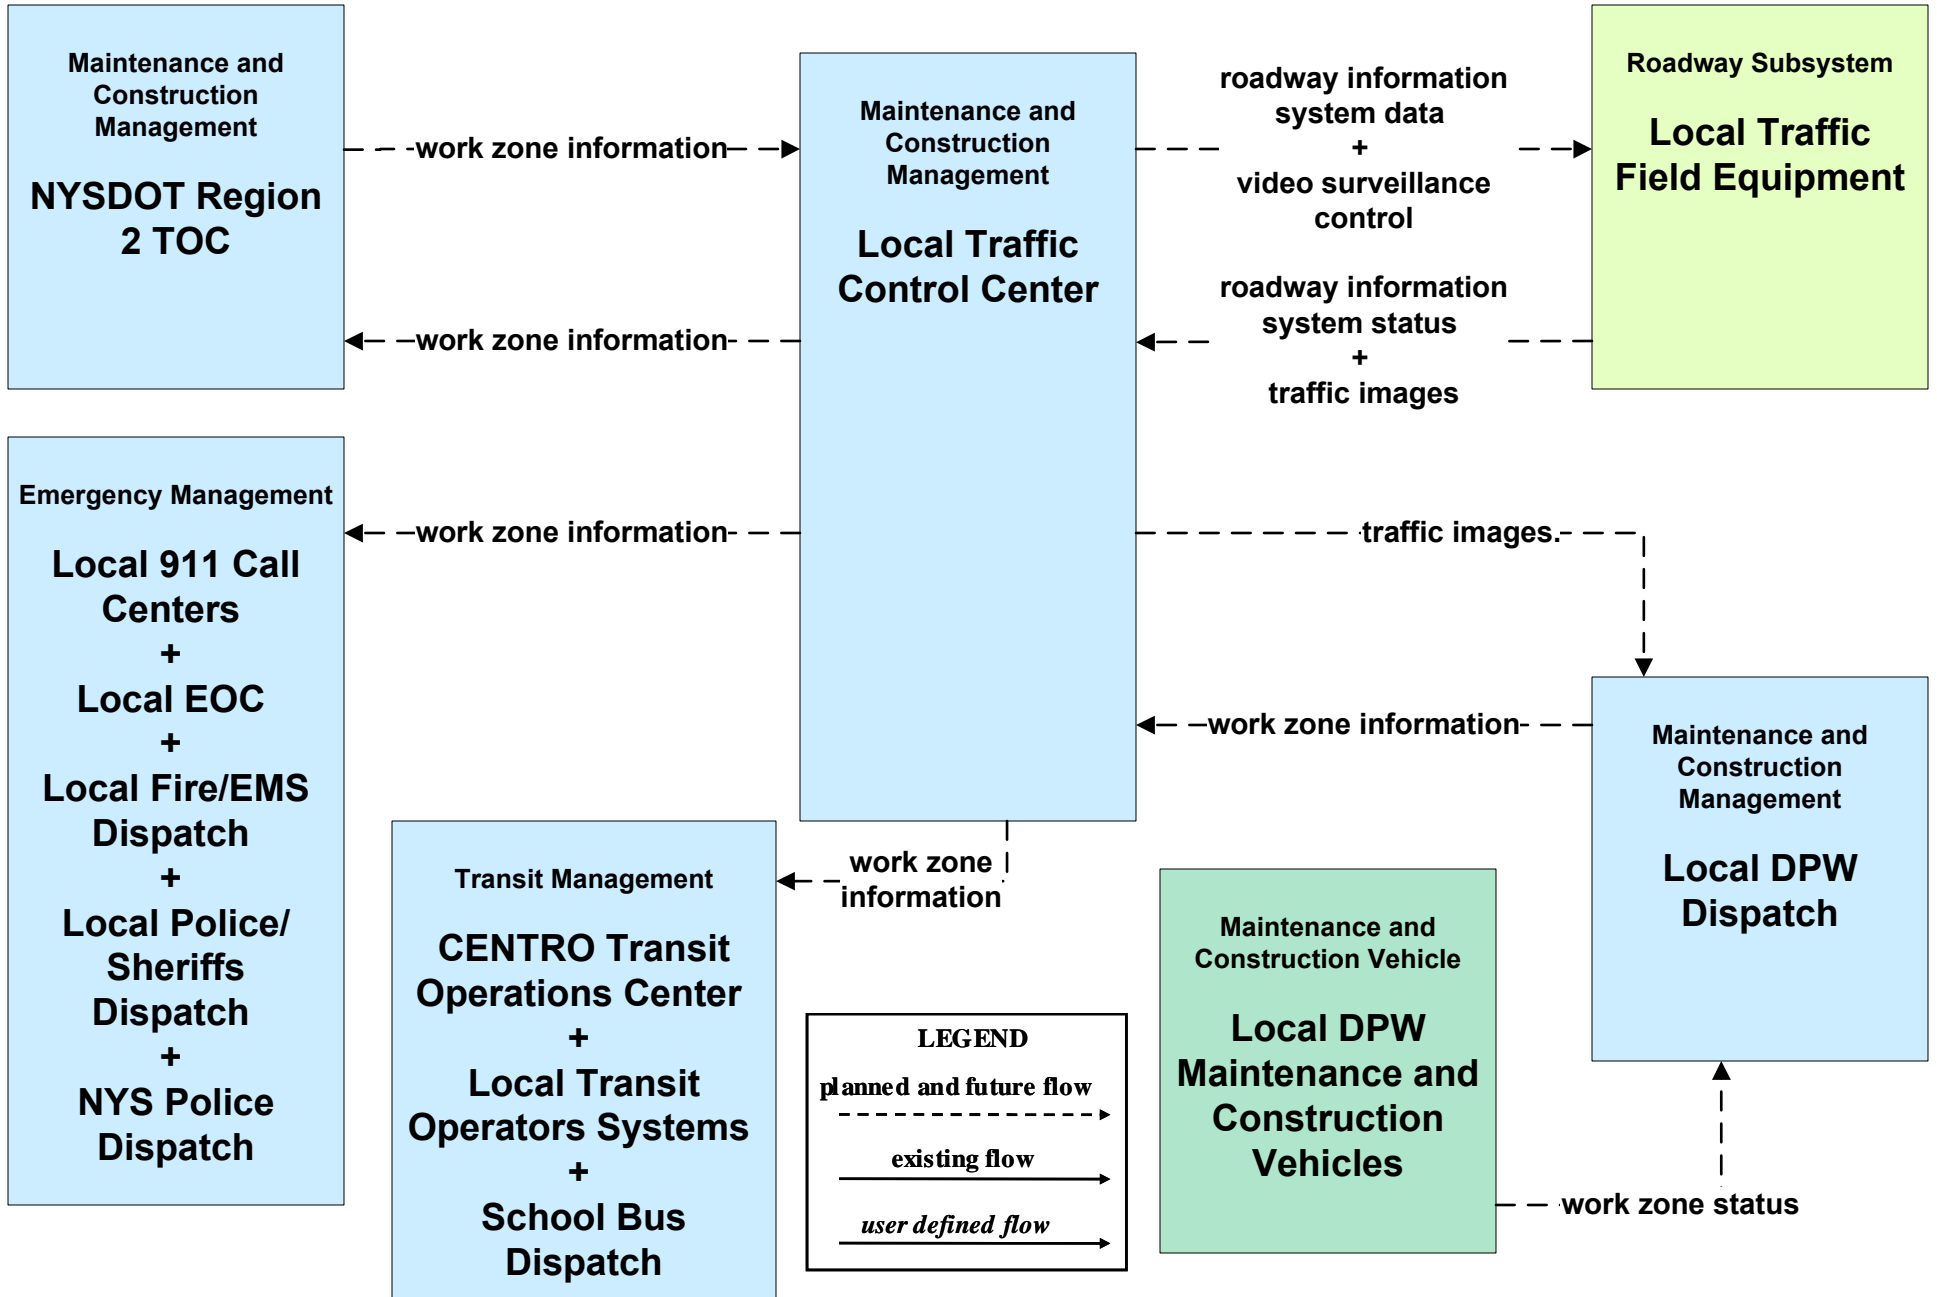 Maintenance and
Construction
Management
NYSDOT Region
2 TOC
work zone information
work zone information
Maintenance and
Construction
Management
Local Traffic
Control Center
roadway information
system data
+
video surveillance
control
roadway information
system status
+
traffic images
Roadway Subsystem
Local Traffic
Field Equipment
Emergency Management
Local 911 Call
Centers
+
Local EOC
+
Local Fire/EMS
Dispatch
+
Local Police/
Sheriffs
Dispatch
+
NYS Police
Dispatch
work zone information
traffic images.
work zone information
Maintenance and
Construction
Management
Local DPW
Dispatch
work zone
information
Transit Management
CENTRO Transit
Operations Center
+
Local Transit
Operators Systems
+
School Bus
Dispatch
LEGEND
planned and future flow
existing flow
user defined flow
Maintenance and
Construction Vehicle
Local DPW
Maintenance and
Construction
Vehicles
work zone status